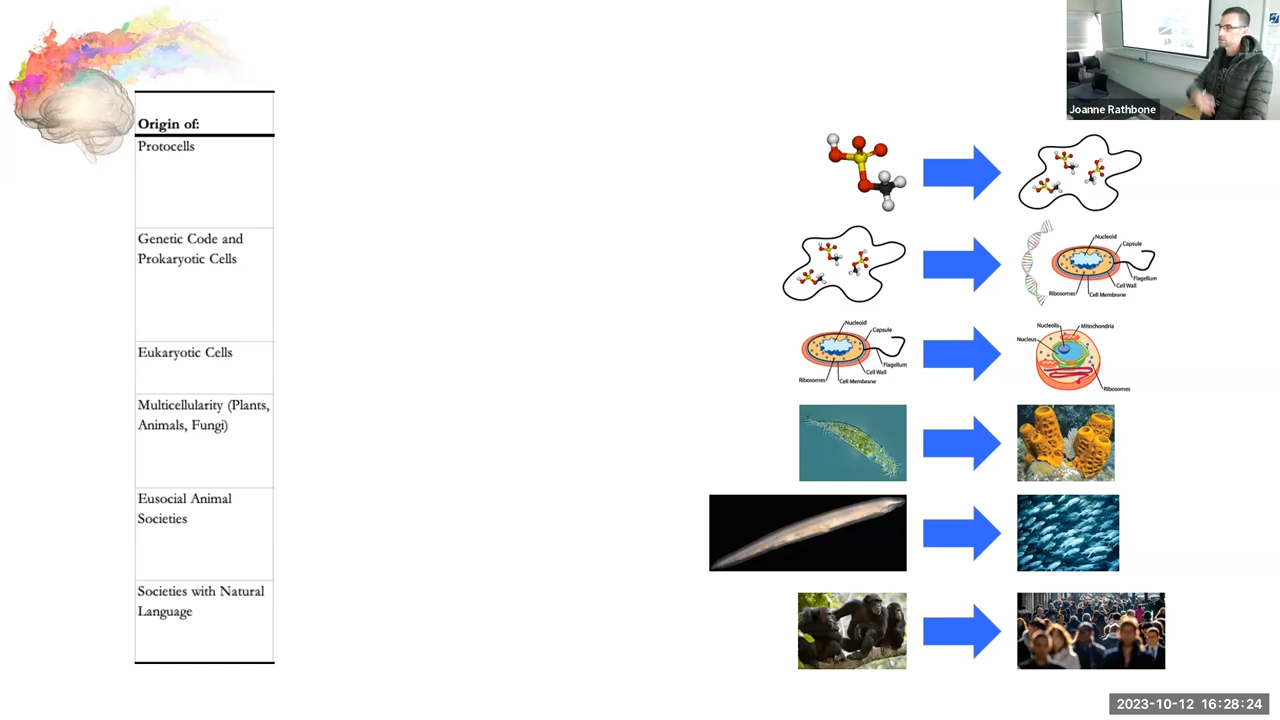 Joanne Rathbone
Origin of:
Protocells
Genetic Code and
Prokaryotic Cells
Nucleoid
Capsule
Flagellum
Cell Wall
Ribosomes
Cell Membrane
Eukaryotic Cells
Nucleoid
Capsule
Flagellum
Cell Wall
Ribosomes
Cell Membrane
Nucleolis
Mitochondria
Nucleus
Ribosomes
Multicellularity (Plants,
Animals, Fungi)
Eusocial Animal
Societies
Societies with Natural
Language
2023-10-12 16:28:24